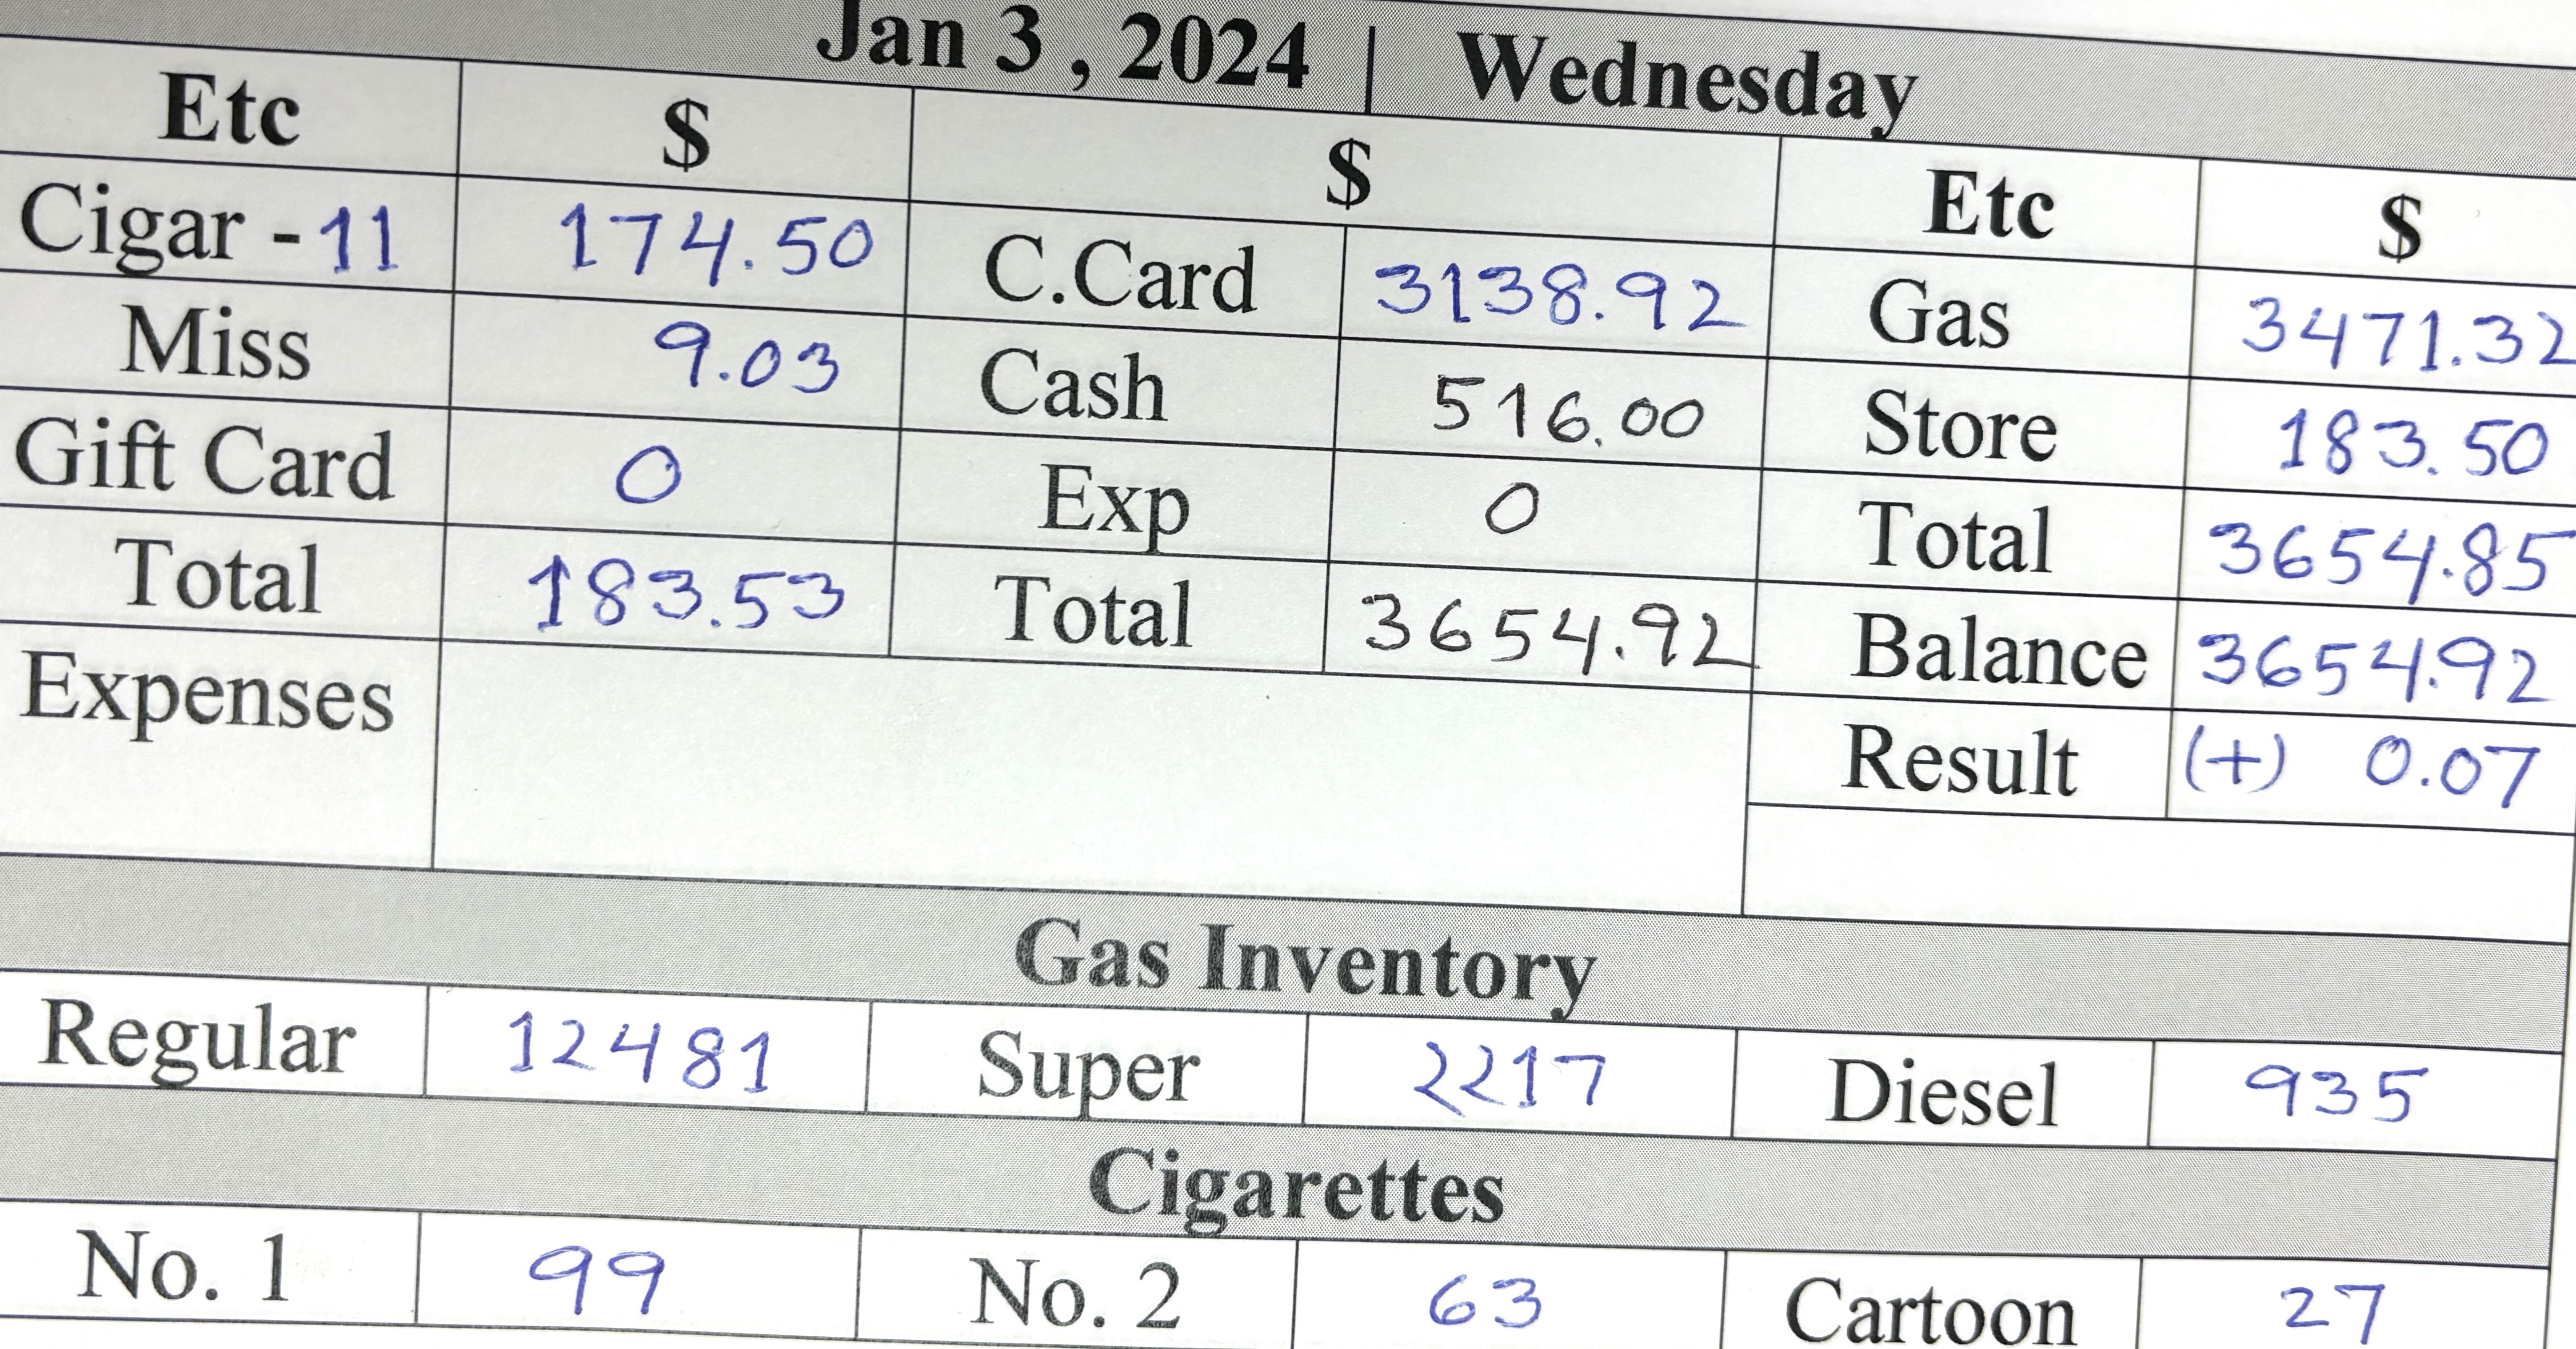 Jan 3 , 2024 | Wednesday
Etc $ $ Etc $
Cigar - 11 174.50 C.Card 3138.92 Gas 3471.32
Miss 9.03 Cash 516.00 Store 183.50
Gift Card 0 Exp 0 Total 3654.85
Total 183.53 Total 3654.92 Balance 3654.92
Expenses Result (+) 0.07
Gas Inventory
Regular 12481 Super 2217 Diesel 935
Cigarettes
No. 1 99 No. 2 63 Cartoon 27